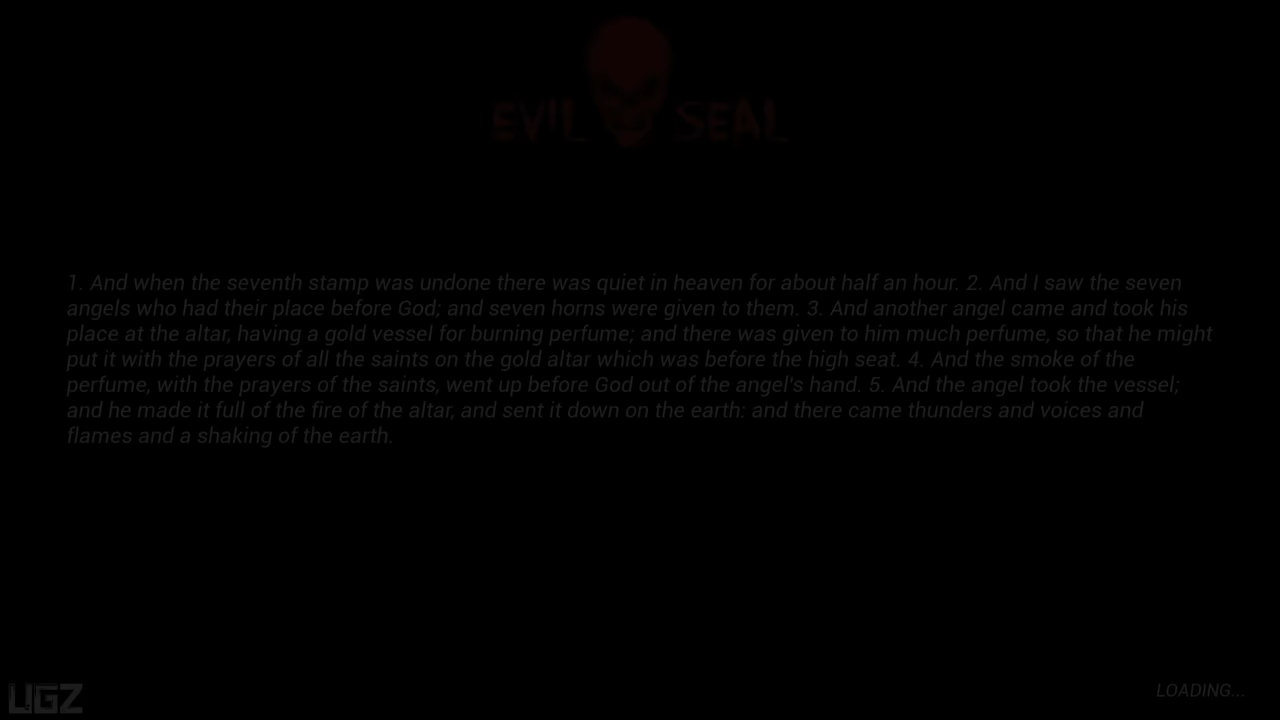 EVIL SEAL
1. And when the seventh stamp was undone there was quiet in heaven for about half an hour. 2. And I saw the seven
angels who had their place before God; and seven horns were given to them. 3. And another angel came and took his
place at the altar, having a gold vessel for burning perfume; and there was given to him much perfume, so that he might
put it with the prayers of all the saints on the gold altar which was before the high seat. 4. And the smoke of the
perfume, with the prayers of the saints, went up before God out of the angel's hand. 5. And the angel took the vessel;
and he made it full of the fire of the altar, and sent it down on the earth: and there came thunders and voices and
flames and a shaking of the earth.
UGZ
LOADING...